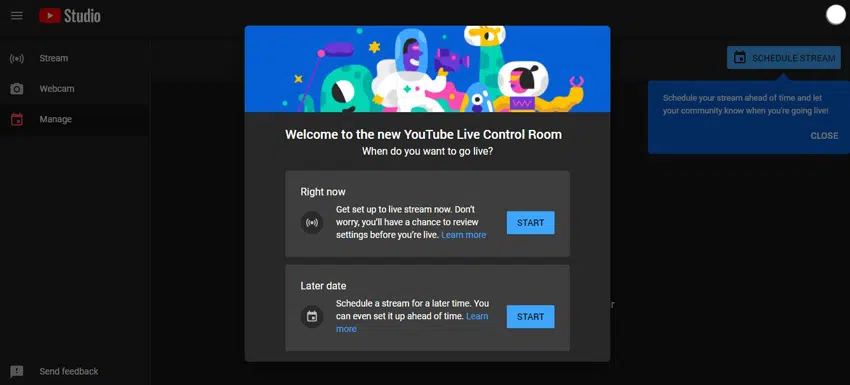 Studio
Stream
Webcam
Manage
Send feedback
SCHEDULE STREAM
Schedule your stream ahead of time and let
your community know when you're going live!
CLOSE
Welcome to the new YouTube Live Control Room
When do you want to go live?
Right now
Get set up to live stream now. Don't
worry, you'll have a chance to review
settings before you're live. Learn more
START
Later date
Schedule a stream for a later time. You
can even set it up ahead of time. Learn
more
START